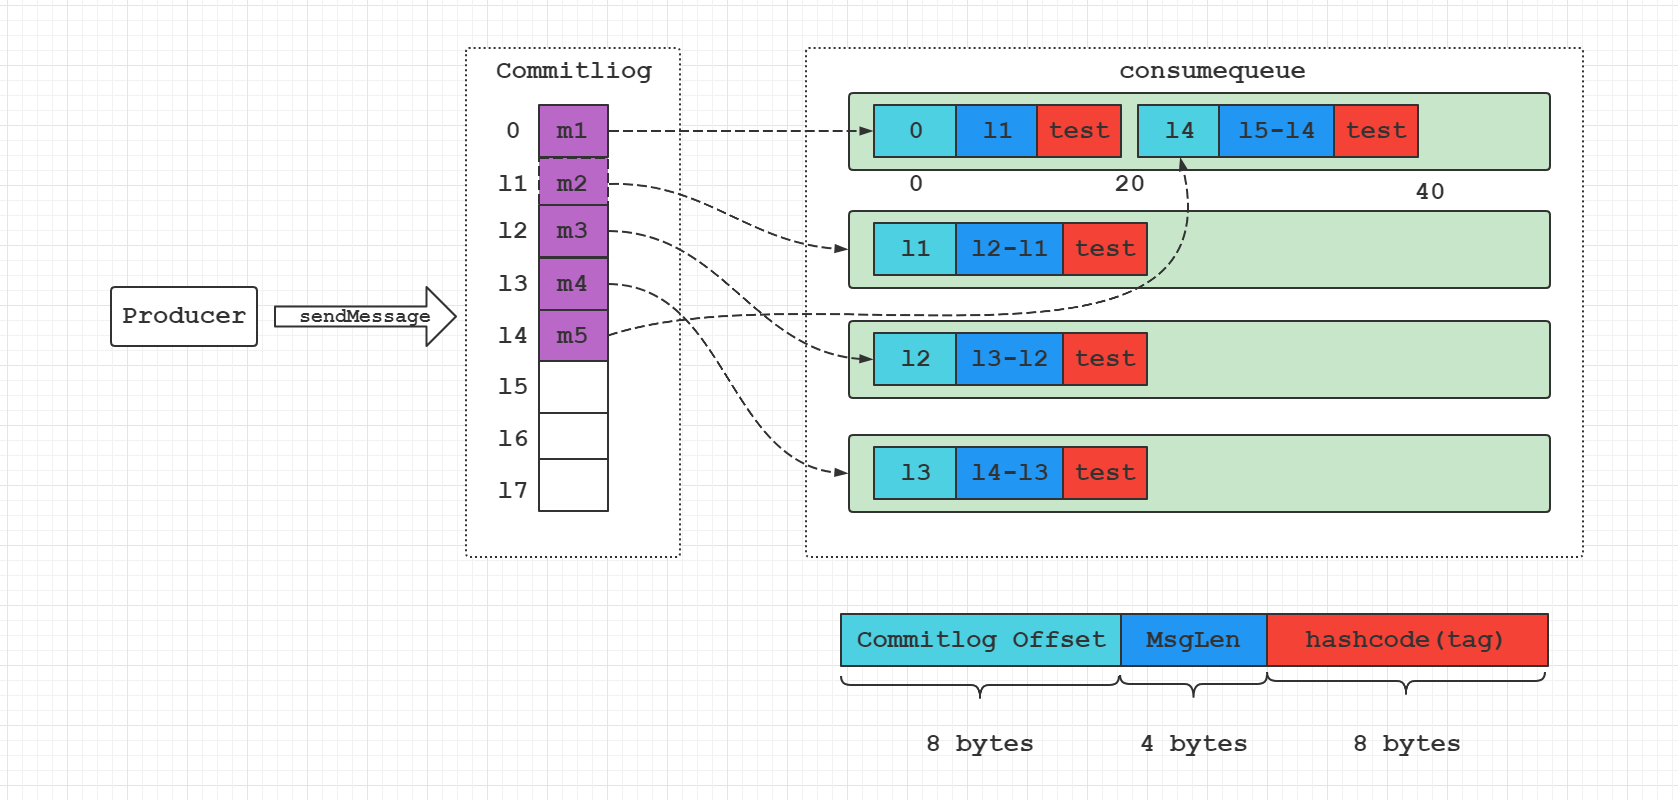 Commitliog
consumequeue
0 m1
l1 m2
l2 m3
l3 m4
l4 m5
l5
l6
l7
Producer
sendMessage
0 l1 test l4 l5-l4 test
0 20 40
l1 l2-l1 test
l2 l3-l2 test
l3 l4-l3 test
Commitlog Offset MsgLen hashcode(tag)
8 bytes 4 bytes 8 bytes